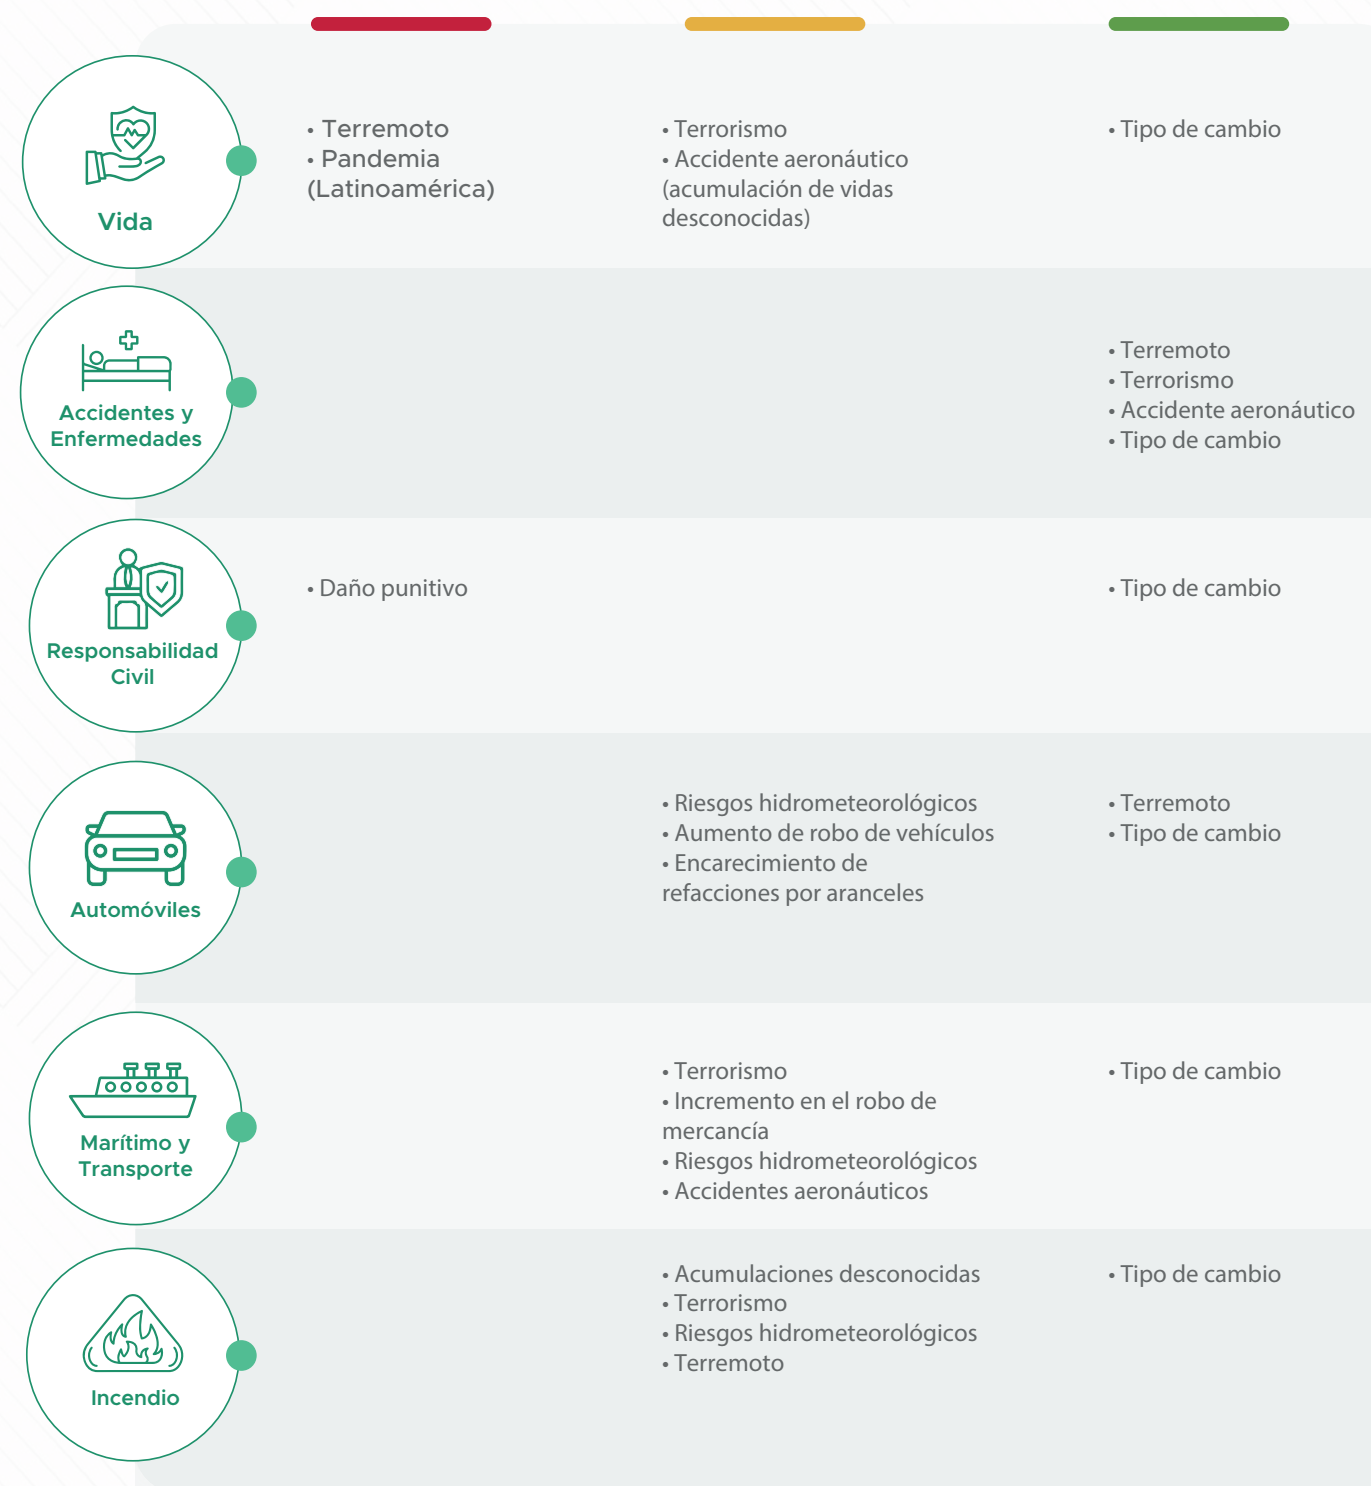 Vida
• Terremoto
• Pandemia
(Latinoamérica)
• Terrorismo
• Accidente aeronáutico
(acumulación de vidas
desconocidas)
• Tipo de cambio
Accidentes y
Enfermedades
• Terremoto
• Terrorismo
• Accidente aeronáutico
• Tipo de cambio
Responsabilidad
Civil
• Daño punitivo
• Tipo de cambio
Automóviles
• Riesgos hidrometeorológicos
• Aumento de robo de vehículos
• Encarecimiento de
refacciones por aranceles
• Terremoto
• Tipo de cambio
Marítimo y
Transporte
• Terrorismo
• Incremento en el robo de
mercancía
• Riesgos hidrometeorológicos
• Accidentes aeronáuticos
• Tipo de cambio
Incendio
• Acumulaciones desconocidas
• Terrorismo
• Riesgos hidrometeorológicos
• Terremoto
• Tipo de cambio